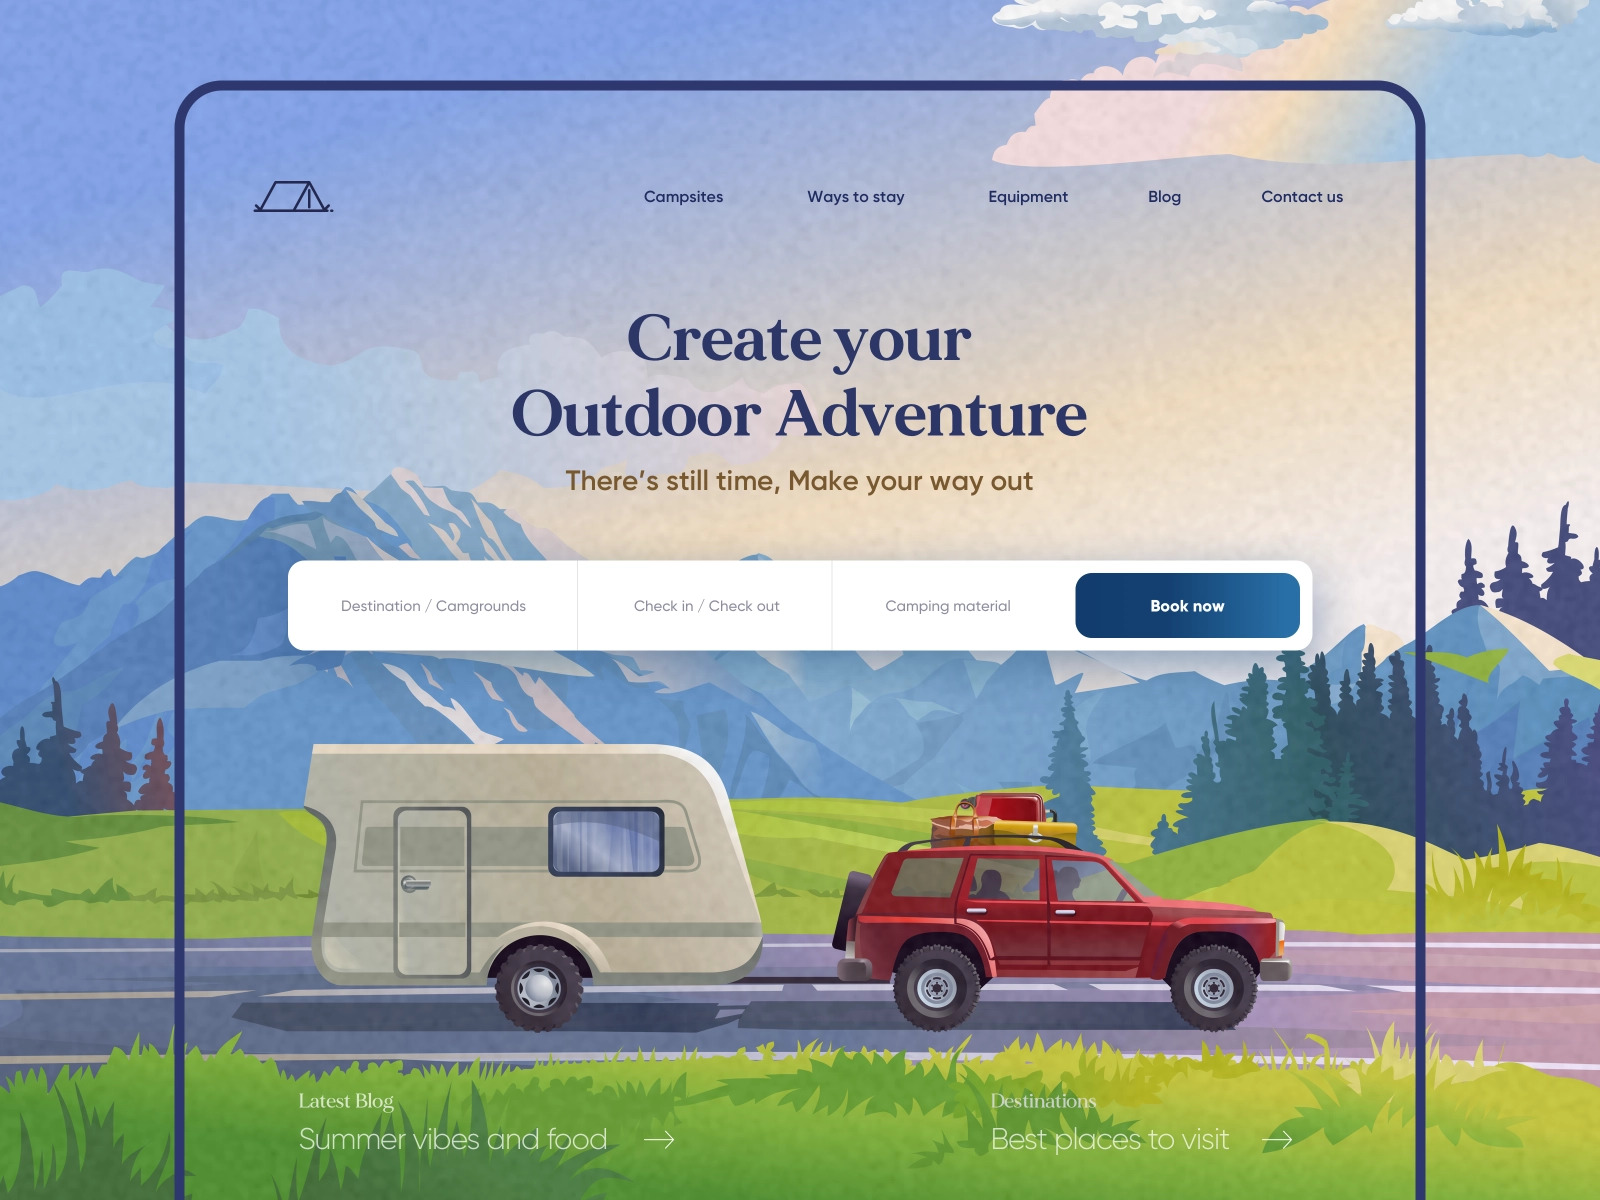 Campsites
Ways to stay
Equipment
Blog
Contact us
Create your
Outdoor Adventure
There's still time, Make your way out
Destination / Camgrounds
Check in / Check out
Camping material
Book now
Latest Blog
Summer vibes and food
Destinations
Best places to visit